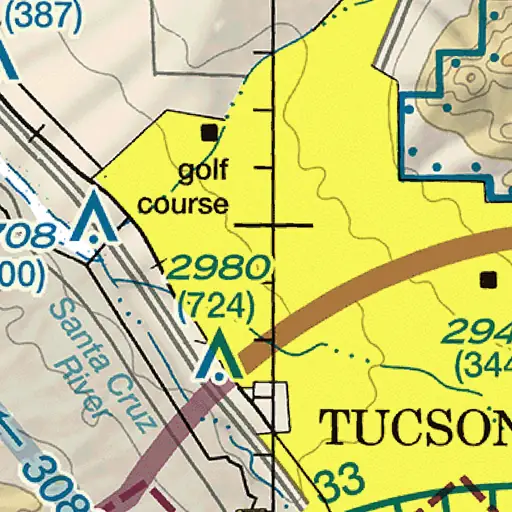 (387)
golf
course
708
00)
2980
(724)
294
(344
Santa Cruz
River
TUCSON
308
33